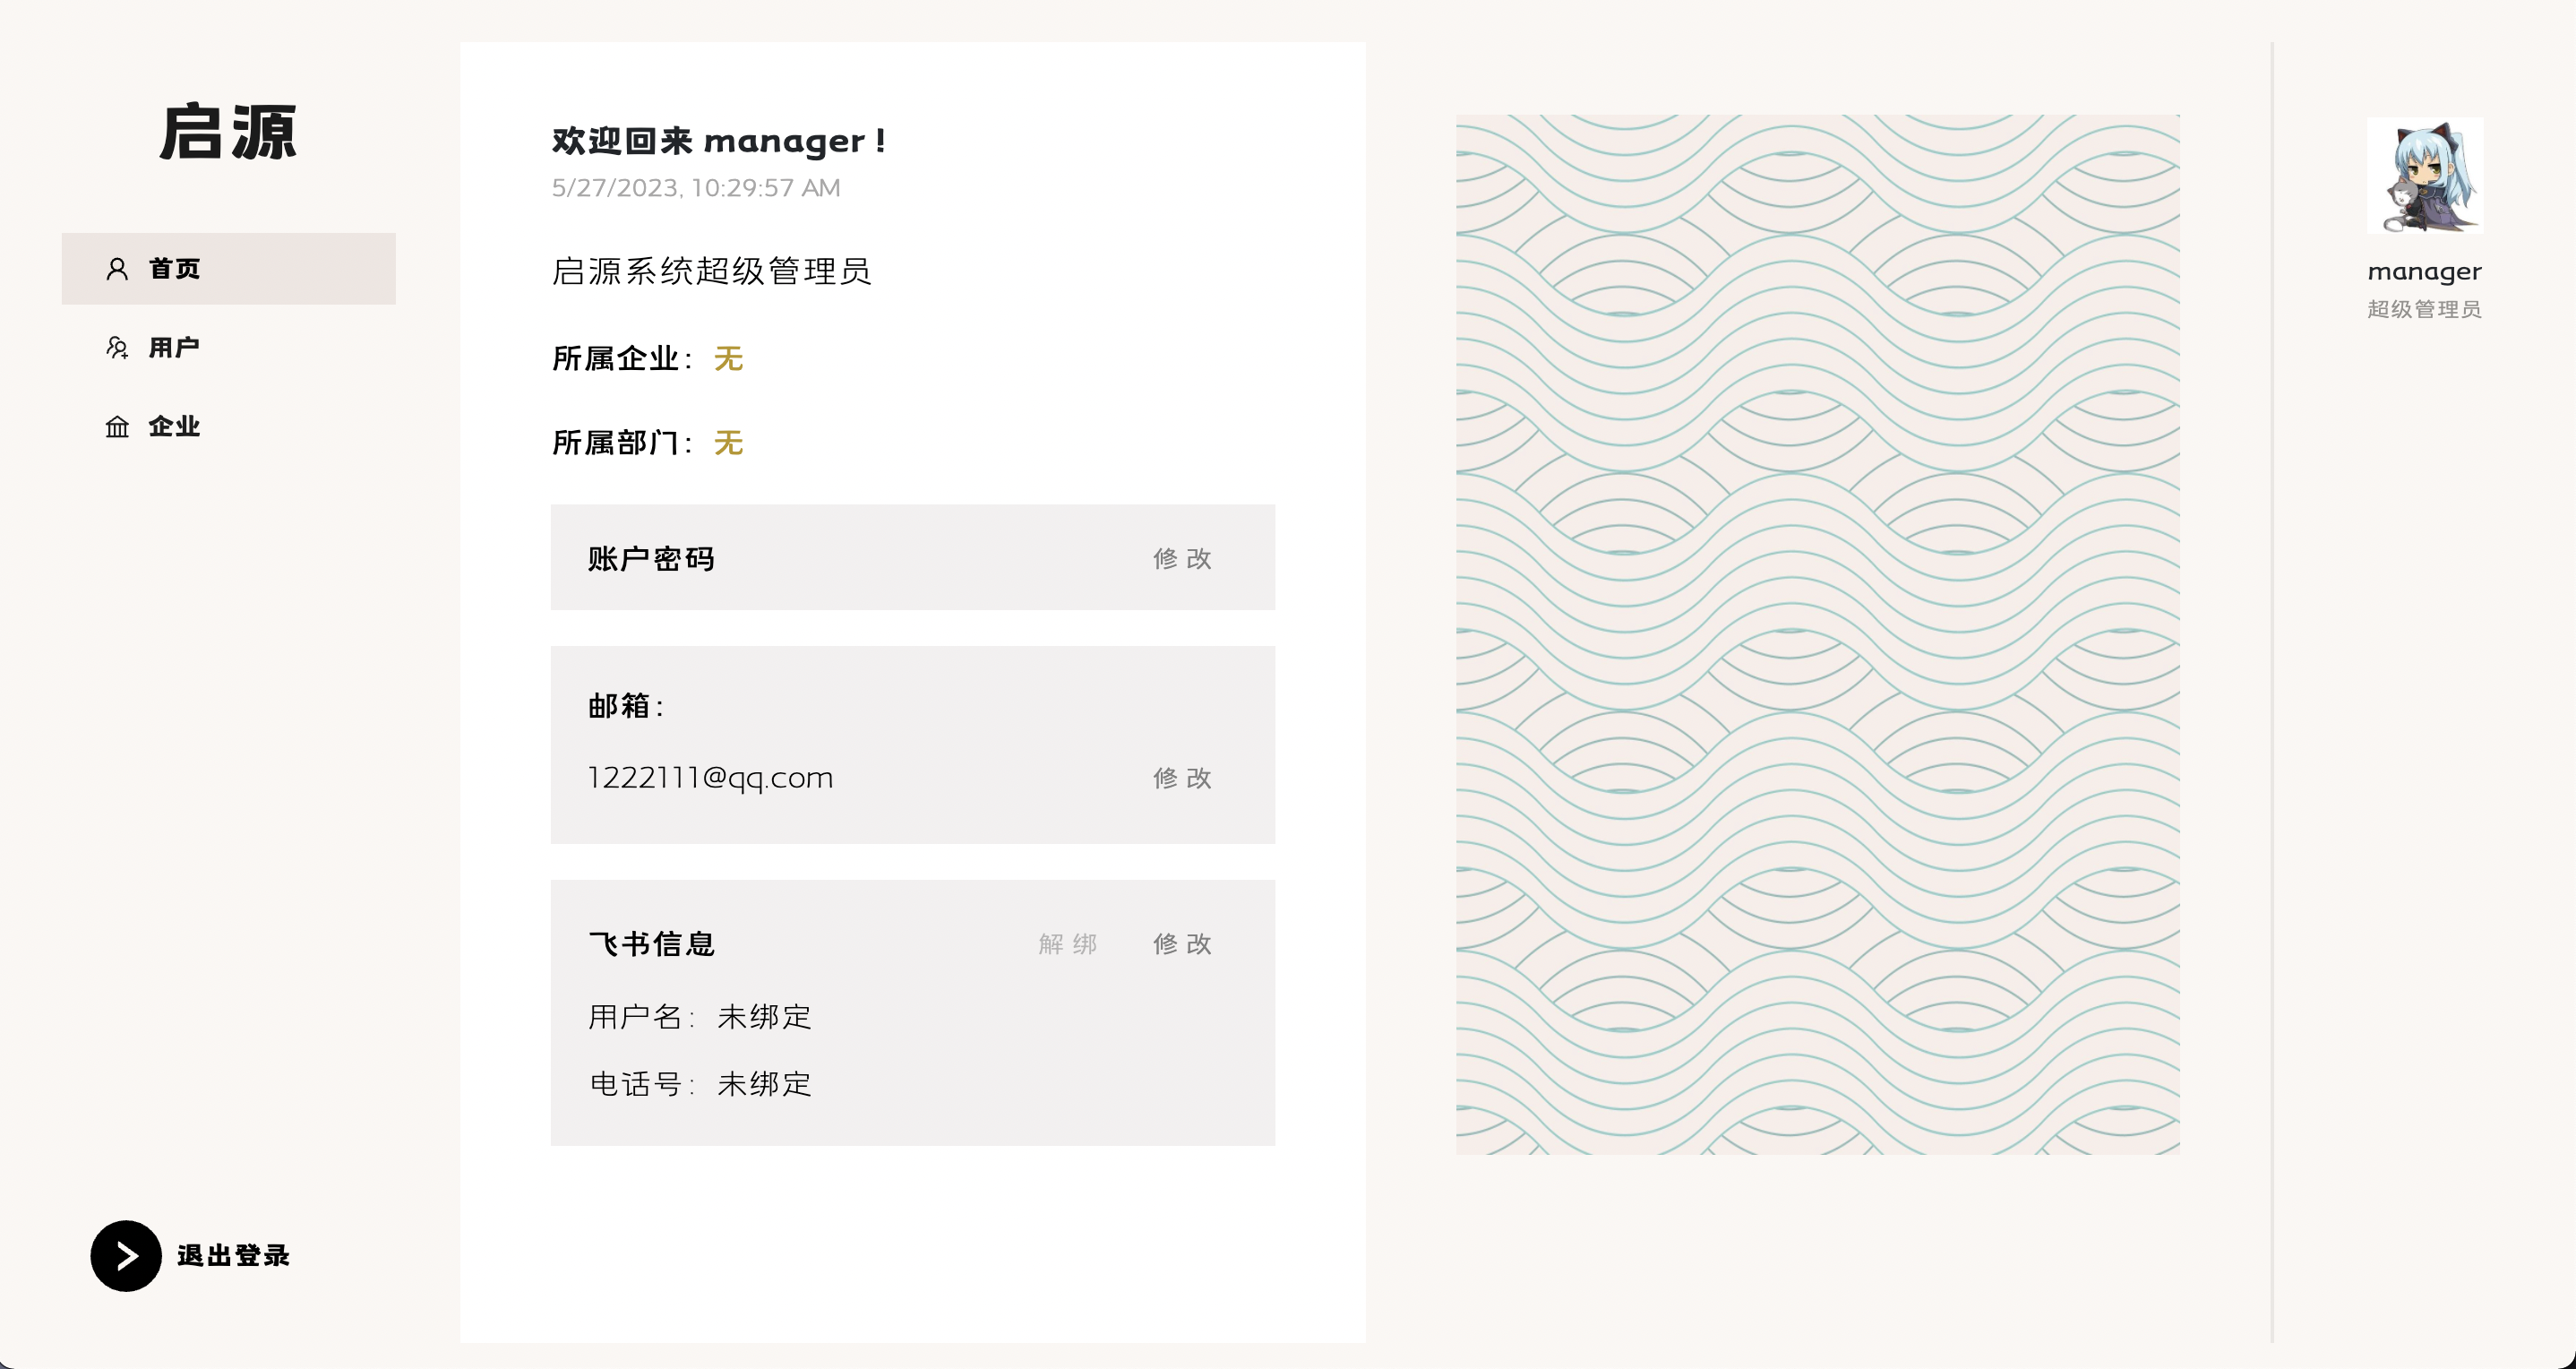 启源
首页
用户
企业
退出登录
欢迎回来 manager !
5/27/2023, 10:29:57 AM
启源系统超级管理员
所属企业： 无
所属部门： 无
账户密码 修 改
邮箱：
1222111@qq.com 修 改
飞书信息 解 绑 修 改
用户名： 未绑定
电话号： 未绑定
manager
超级管理员